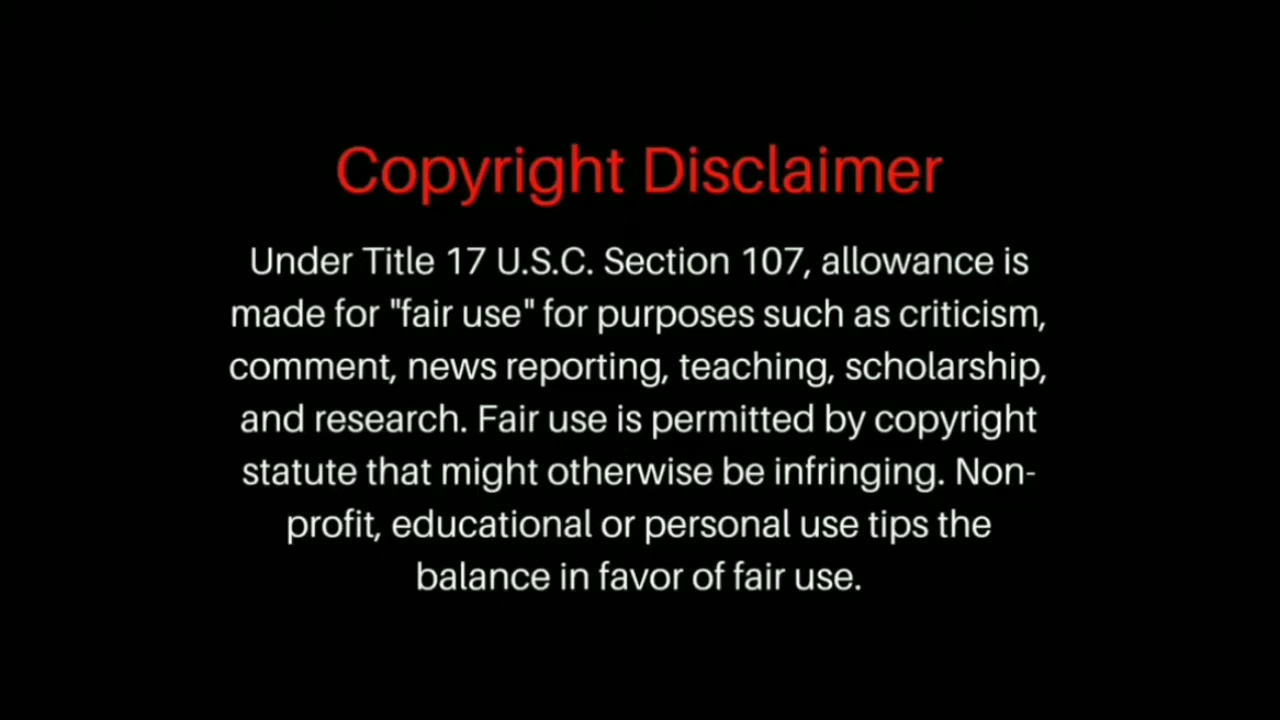 Copyright Disclaimer
Under Title 17 U.S.C. Section 107, allowance is
made for "fair use" for purposes such as criticism,
comment, news reporting, teaching, scholarship,
and research. Fair use is permitted by copyright
statute that might otherwise be infringing. Non-
profit, educational or personal use tips the
balance in favor of fair use.